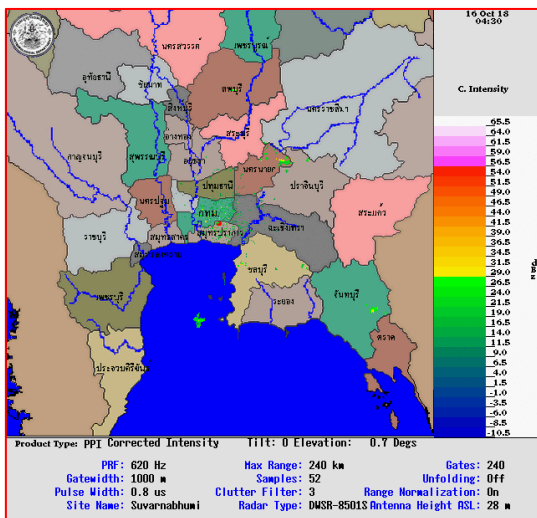 16 Oct 18
04:30
C. Intensity
นครสวรรค์
เพชรบูรณ์
อุทัยธานี
ชัยนาท
ลพบุรี
สิงห์บุรี
นครราชสีมา
สระบุรี
อ่างทอง
สุพรรณบุรี
อยุธยา
กาญจนบุรี
นครนายก
ปราจีนบุรี
ปทุมธานี
นครปฐม
กทม.
สระแก้ว
ราชบุรี
สมุทรสาคร
สมุทรปราการ
ฉะเชิงเทรา
สมุทรสงคราม
ชลบุรี
เพชรบุรี
ระยอง
จันทบุรี
ตราด
ประจวบคีรีขันธ์
65.5
64.0
61.5
59.0
56.5
54.0
51.5
49.0
46.5
44.0
41.5
39.0
36.5
34.0
31.5
29.0
26.5
24.0
21.5
19.0
16.5
14.0
11.5
9.0
6.5
4.0
1.5
-1.0
-3.5
-6.0
-8.5
-10.5
Product Type: PPI Corrected Intensity Tilt: 0 Elevation: 0.7 Degs
PRF: 620 Hz Max Range: 240 km Gates: 240
Gatewidth: 1000 m Samples: 52 Unfolding: Off
Pulse Width: 0.8 us Clutter Filter: 3 Range Normalization: On
Site Name: Suvarnabhumi Radar Type: DWSR-8501S Antenna Height ASL: 28 m